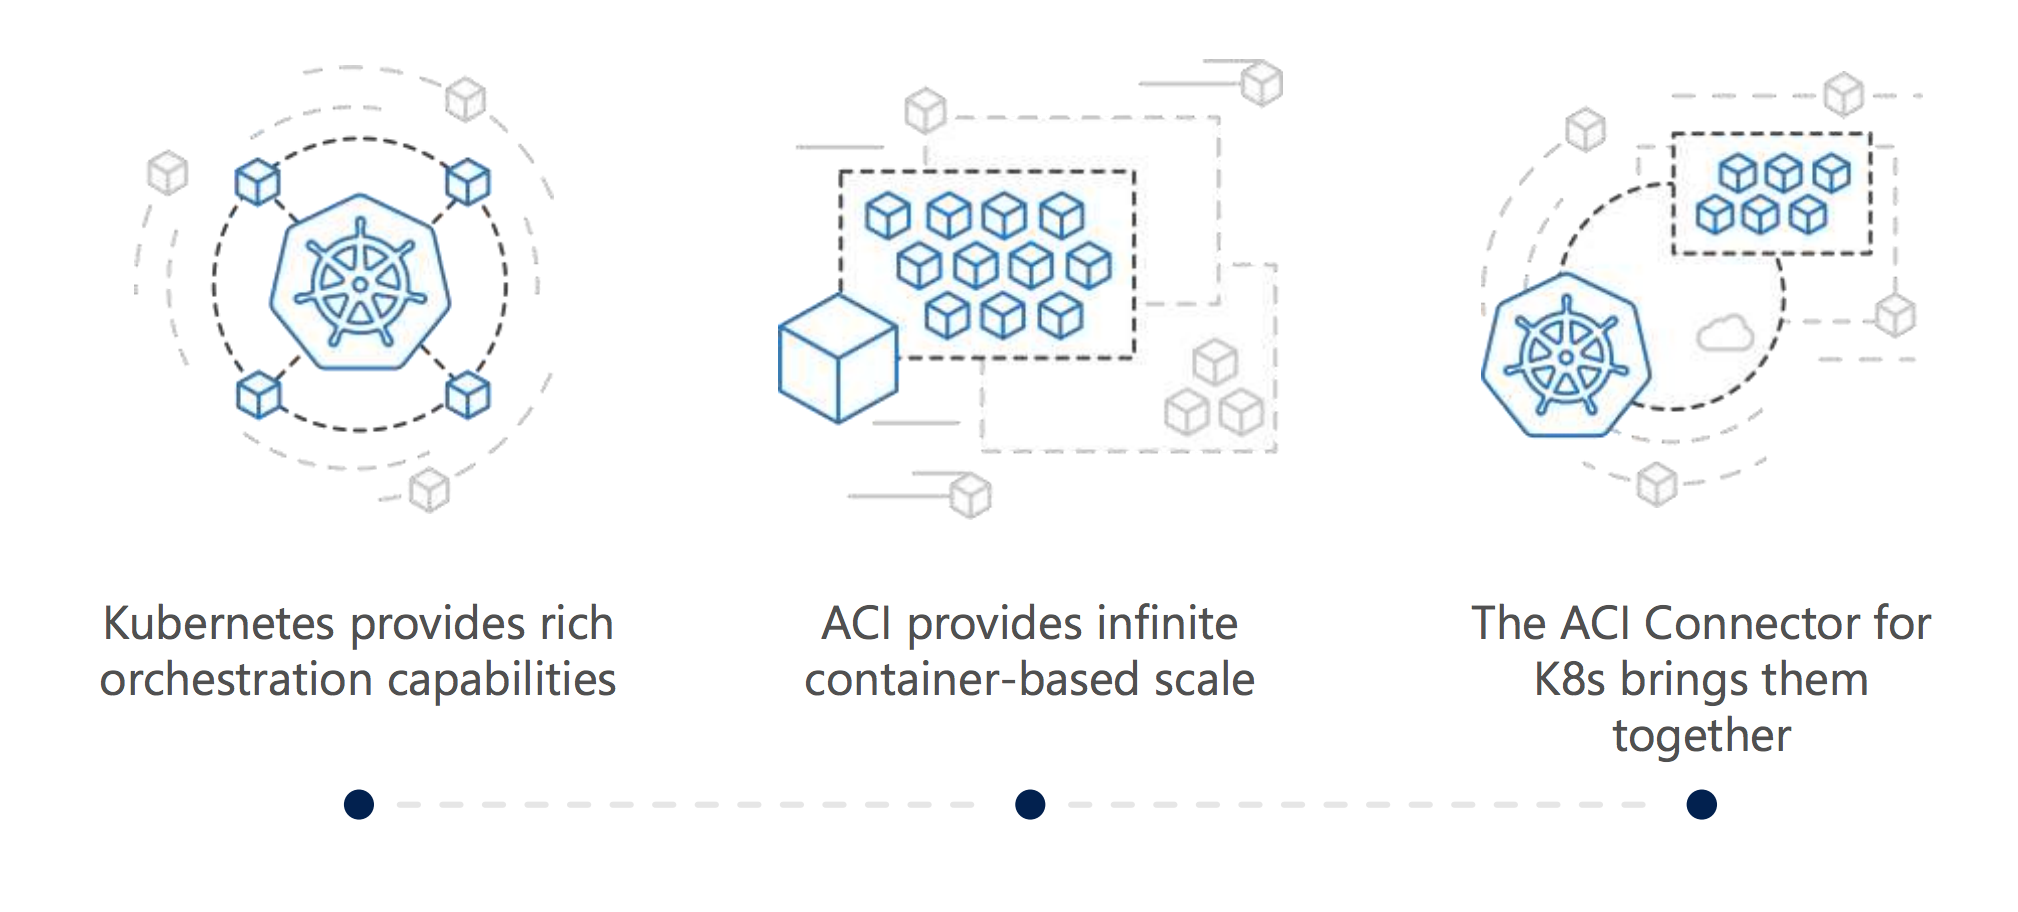 Kubernetes provides rich
orchestration capabilities
ACI provides infinite
container-based scale
The ACI Connector for
K8s brings them
together